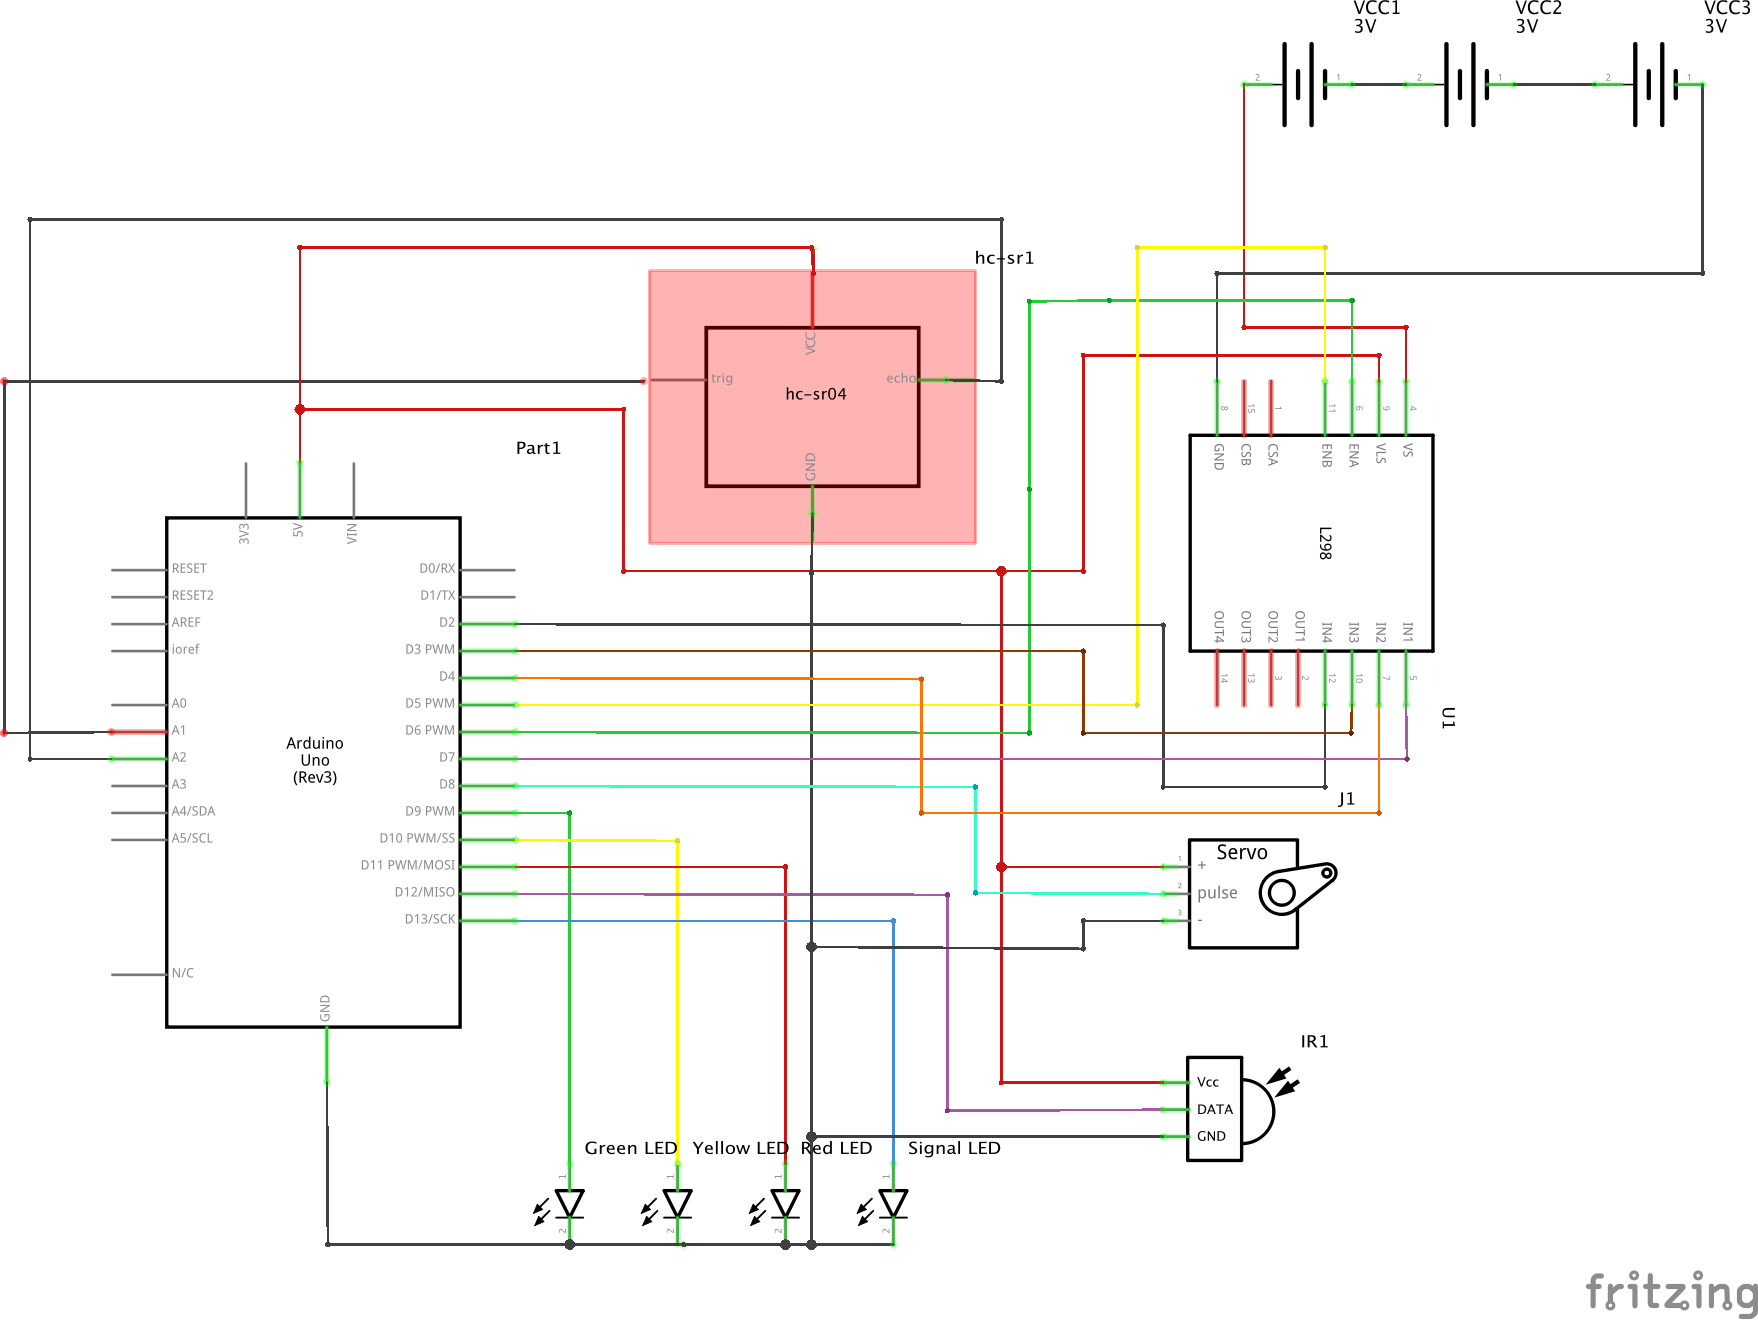 VCC1
3V
VCC2
3V
VCC3
3V
2
1
2
1
2
1
hc-sr1
VCC
trig
echo
hc-sr04
GND
Part1
8
15
1
11
6
9
4
GND
CSB
CSA
ENB
ENA
VLS
VS
L298
OUT4
OUT3
OUT2
OUT1
IN4
IN3
IN2
IN1
14
13
3
2
12
10
7
5
U1
3V3
5V
VIN
RESET
RESET2
AREF
ioref
A0
A1
A2
A3
A4/SDA
A5/SCL
N/C
Arduino
Uno
(Rev3)
D0/RX
D1/TX
D2
D3 PWM
D4
D5 PWM
D6 PWM
D7
D8
D9 PWM
D10 PWM/SS
D11 PWM/MOSI
D12/MISO
D13/SCK
GND
J1
Servo
1
+
2
pulse
3
-
IR1
Vcc
DATA
GND
Green LED
Yellow LED
Red LED
Signal LED
1
1
1
1
2
2
2
2
fritzing